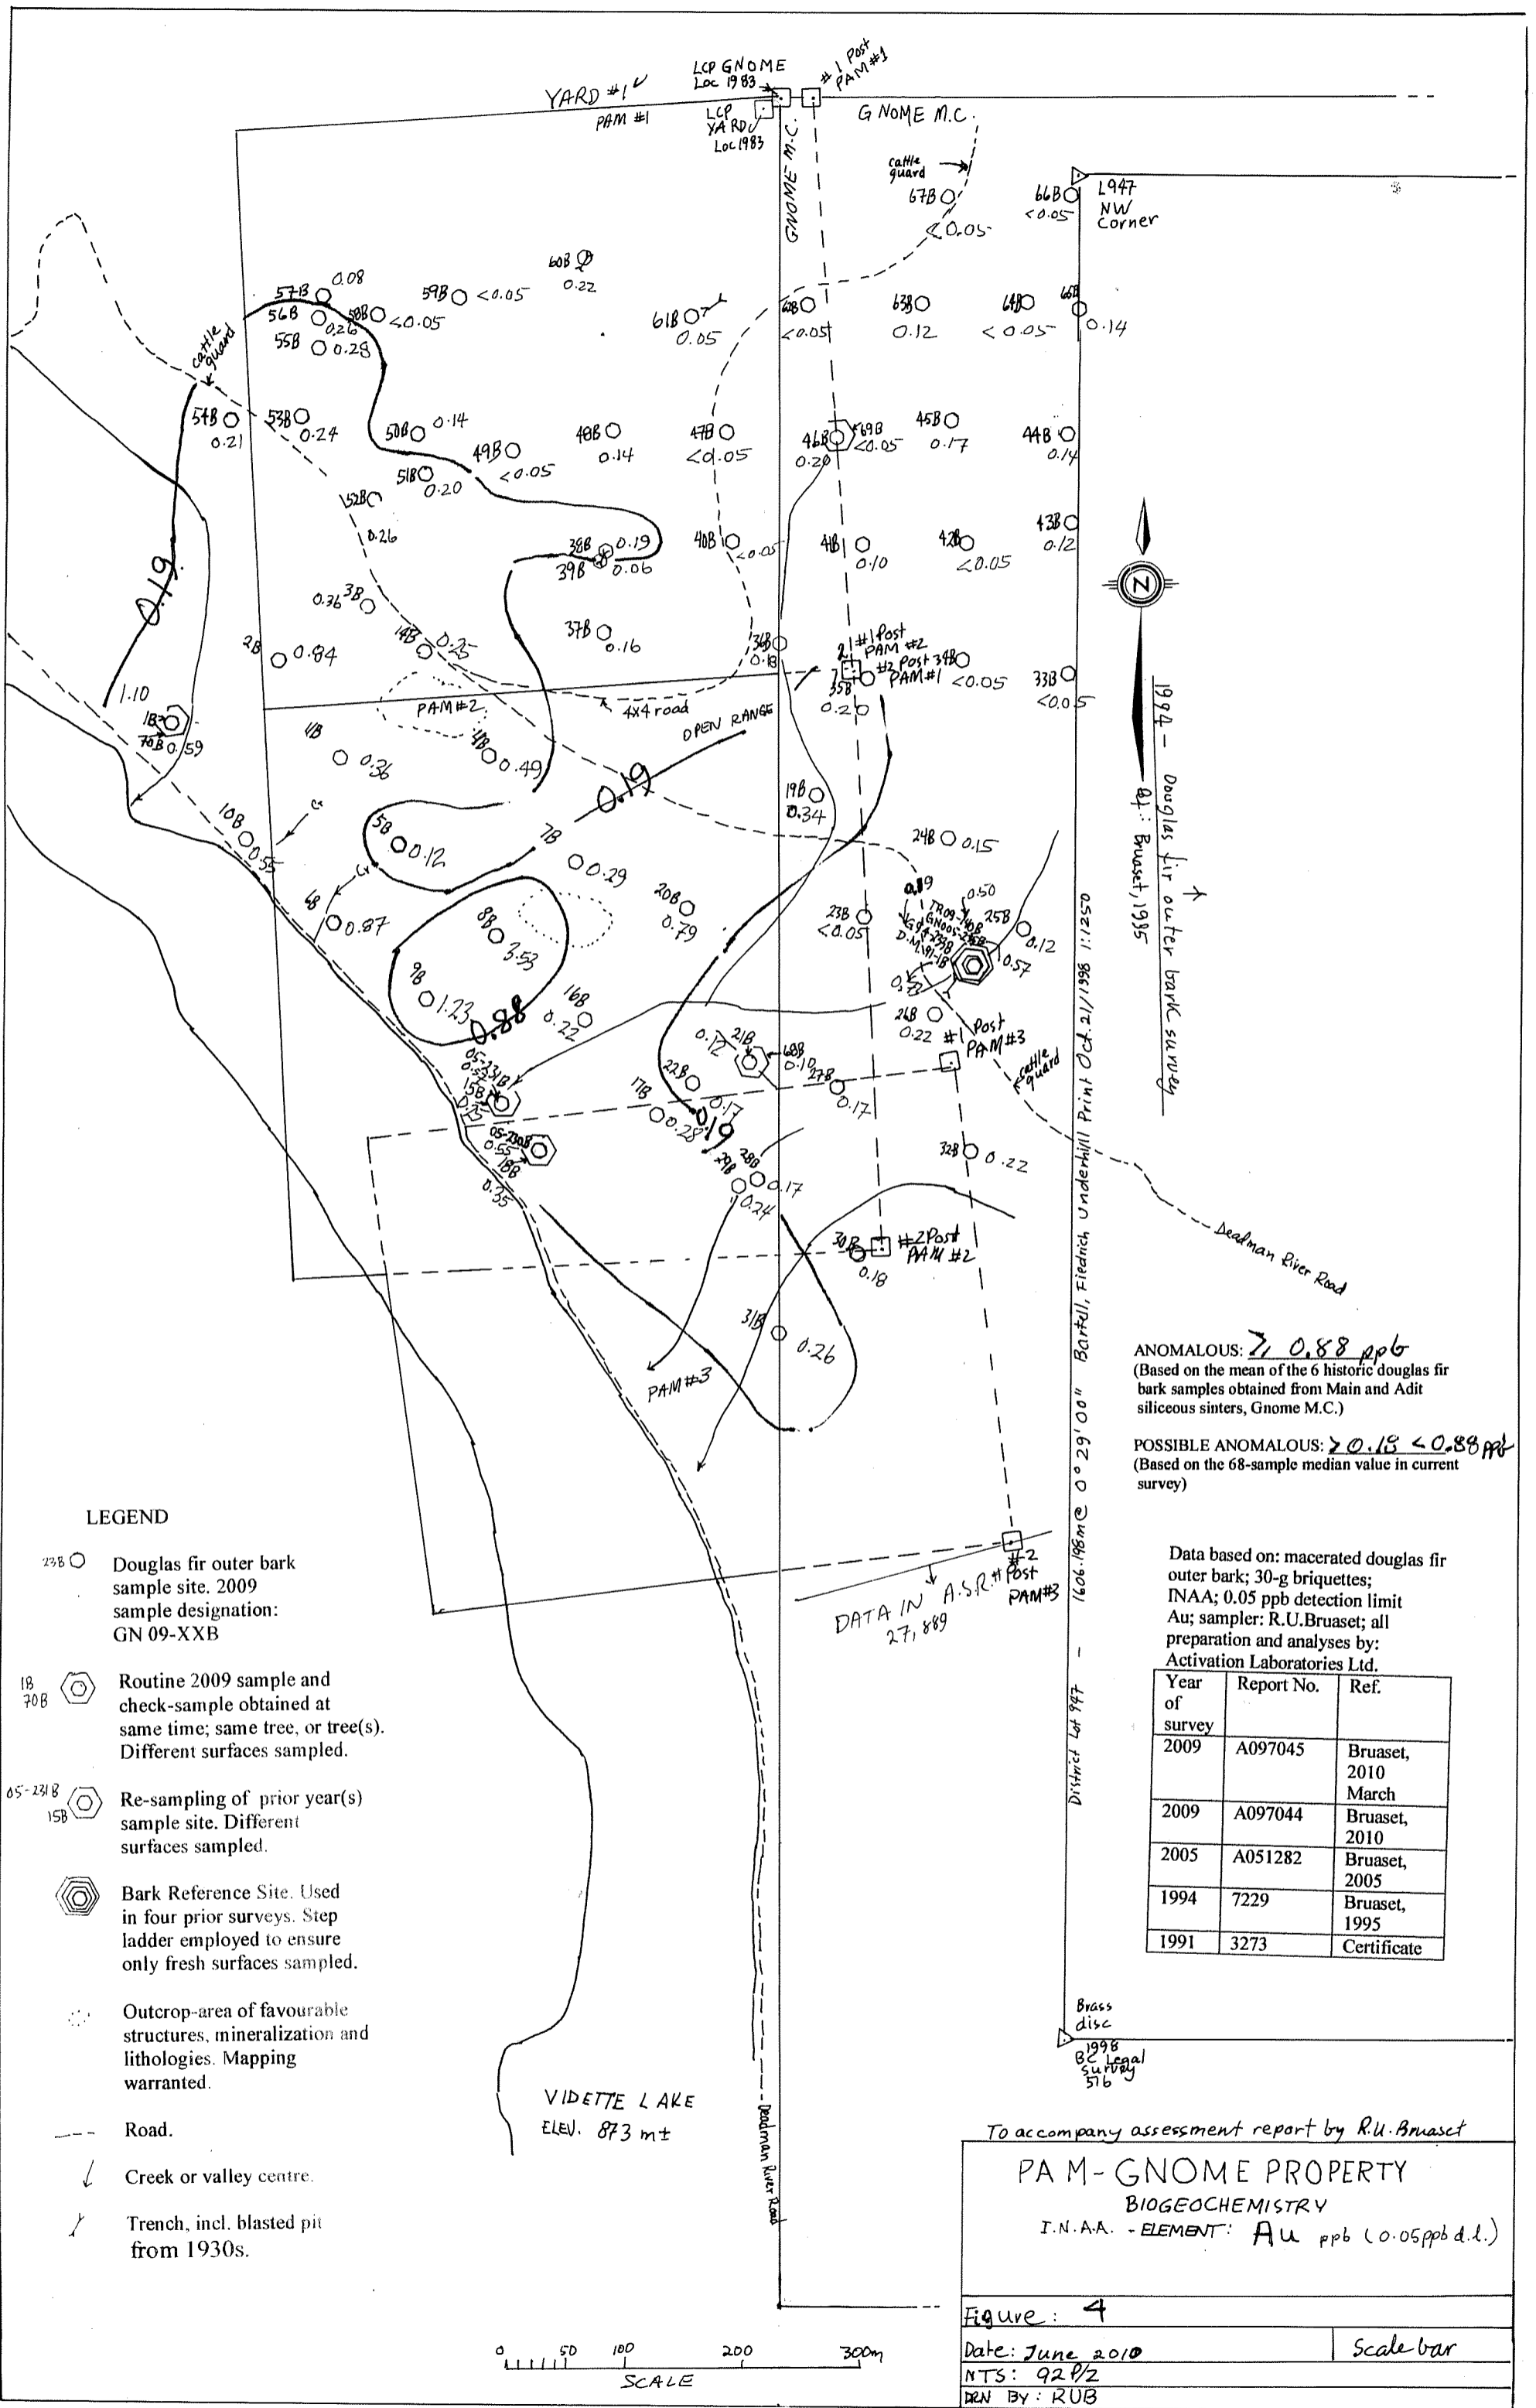 LCP GNOME
Loc 1983
#1 Post
PAM #1
YARD #1
PAM #1
LCP
YARD
Loc 1983
GNOME M.C.
GNOME M.C.
cattle
guard
67B
<0.05
66B
<0.05
L947
NW
Corner
60B
0.22
57B
0.08
59B <0.05
56B
0.26
58B <0.05
55B 0.28
61B
0.05
62B
<0.05
63B
0.12
64B
<0.05
65B
0.14
cattle
guard
54B
0.21
53B
0.24
50B 0.14
49B
<0.05
48B
0.14
47B
<0.05
46B
0.20
69B
<0.05
45B
0.17
44B
0.14
51B
0.20
52B
0.26
38B 0.19
39B 0.06
40B <0.05
41B
0.10
42B
<0.05
43B
0.12
N
0.19
0.36 3B
2B 0.84
14B 0.25
37B
0.16
36B
0.18
#1 Post
PAM #2
#2 Post
PAM #1
35B
0.20
34B
<0.05
33B
<0.05
1.10
1B
70B 0.59
PAM #2
4x4 road
OPEN RANGE
11B
0.36
4B
0.49
0.19
19B
0.34
10B
0.55
Cr
5B
0.12
7B
0.29
24B 0.15
Cr
6B
0.87
8B
3.53
20B
0.79
23B
<0.05
0.19
0.50
TR09-140B
GN005-245B
G94-233B
D.M.91-1B
25B
0.12
0.57
9B
1.23
0.88
16B
0.22
26B
0.22
#1 Post
PAM #3
cattle
guard
0.12
21B
68B
0.10
27B
0.17
22B
0.17
17B
0.28
0.19
05-231B
15B
05-230B
0.55
18B
0.35
28B
0.17
29B
0.24
32B 0.22
30B
0.18
#2 Post
PAM #2
Deadman River Road
31B
0.26
PAM #3
1994 - Douglas fir outer bark survey
By: Bruaset, 1995
District Lot 947 - 1606.198m @ 0° 29' 00" Bartell, Fiedrich Underhill Print Oct. 21/1998 1:1250
ANOMALOUS: ≥ 0.88 ppb
(Based on the mean of the 6 historic douglas fir
bark samples obtained from Main and Adit
siliceous sinters, Gnome M.C.)
POSSIBLE ANOMALOUS: > 0.18 < 0.88 ppb
(Based on the 68-sample median value in current
survey)
#2
Post
PAM #3
DATA IN A.S.R.#
27,889
LEGEND
23B
Douglas fir outer bark
sample site. 2009
sample designation:
GN 09-XXB
1B
70B
Routine 2009 sample and
check-sample obtained at
same time; same tree, or tree(s).
Different surfaces sampled.
05-231B
15B
Re-sampling of prior year(s)
sample site. Different
surfaces sampled.
Bark Reference Site. Used
in four prior surveys. Step
ladder employed to ensure
only fresh surfaces sampled.
Outcrop-area of favourable
structures, mineralization and
lithologies. Mapping
warranted.
Road.
Creek or valley centre.
Trench, incl. blasted pit
from 1930s.
Data based on: macerated douglas fir
outer bark; 30-g briquettes;
INAA; 0.05 ppb detection limit
Au; sampler: R.U.Bruaset; all
preparation and analyses by:
Activation Laboratories Ltd.
Year of survey Report No. Ref.
2009 A097045 Bruaset, 2010 March
2009 A097044 Bruaset, 2010
2005 A051282 Bruaset, 2005
1994 7229 Bruaset, 1995
1991 3273 Certificate
Brass
disc
1998
BC Legal
Survey
516
VIDETTE LAKE
ELEV. 873 m±
Deadman River Road
To accompany assessment report by R.U. Bruaset
PAM-GNOME PROPERTY
BIOGEOCHEMISTRY
I.N.A.A. - ELEMENT: Au ppb (0.05ppb d.l.)
Figure: 4
Date: June 2010
Scale bar
NTS: 92P/2
DRN BY: RUB
0 50 100 200 300m
SCALE